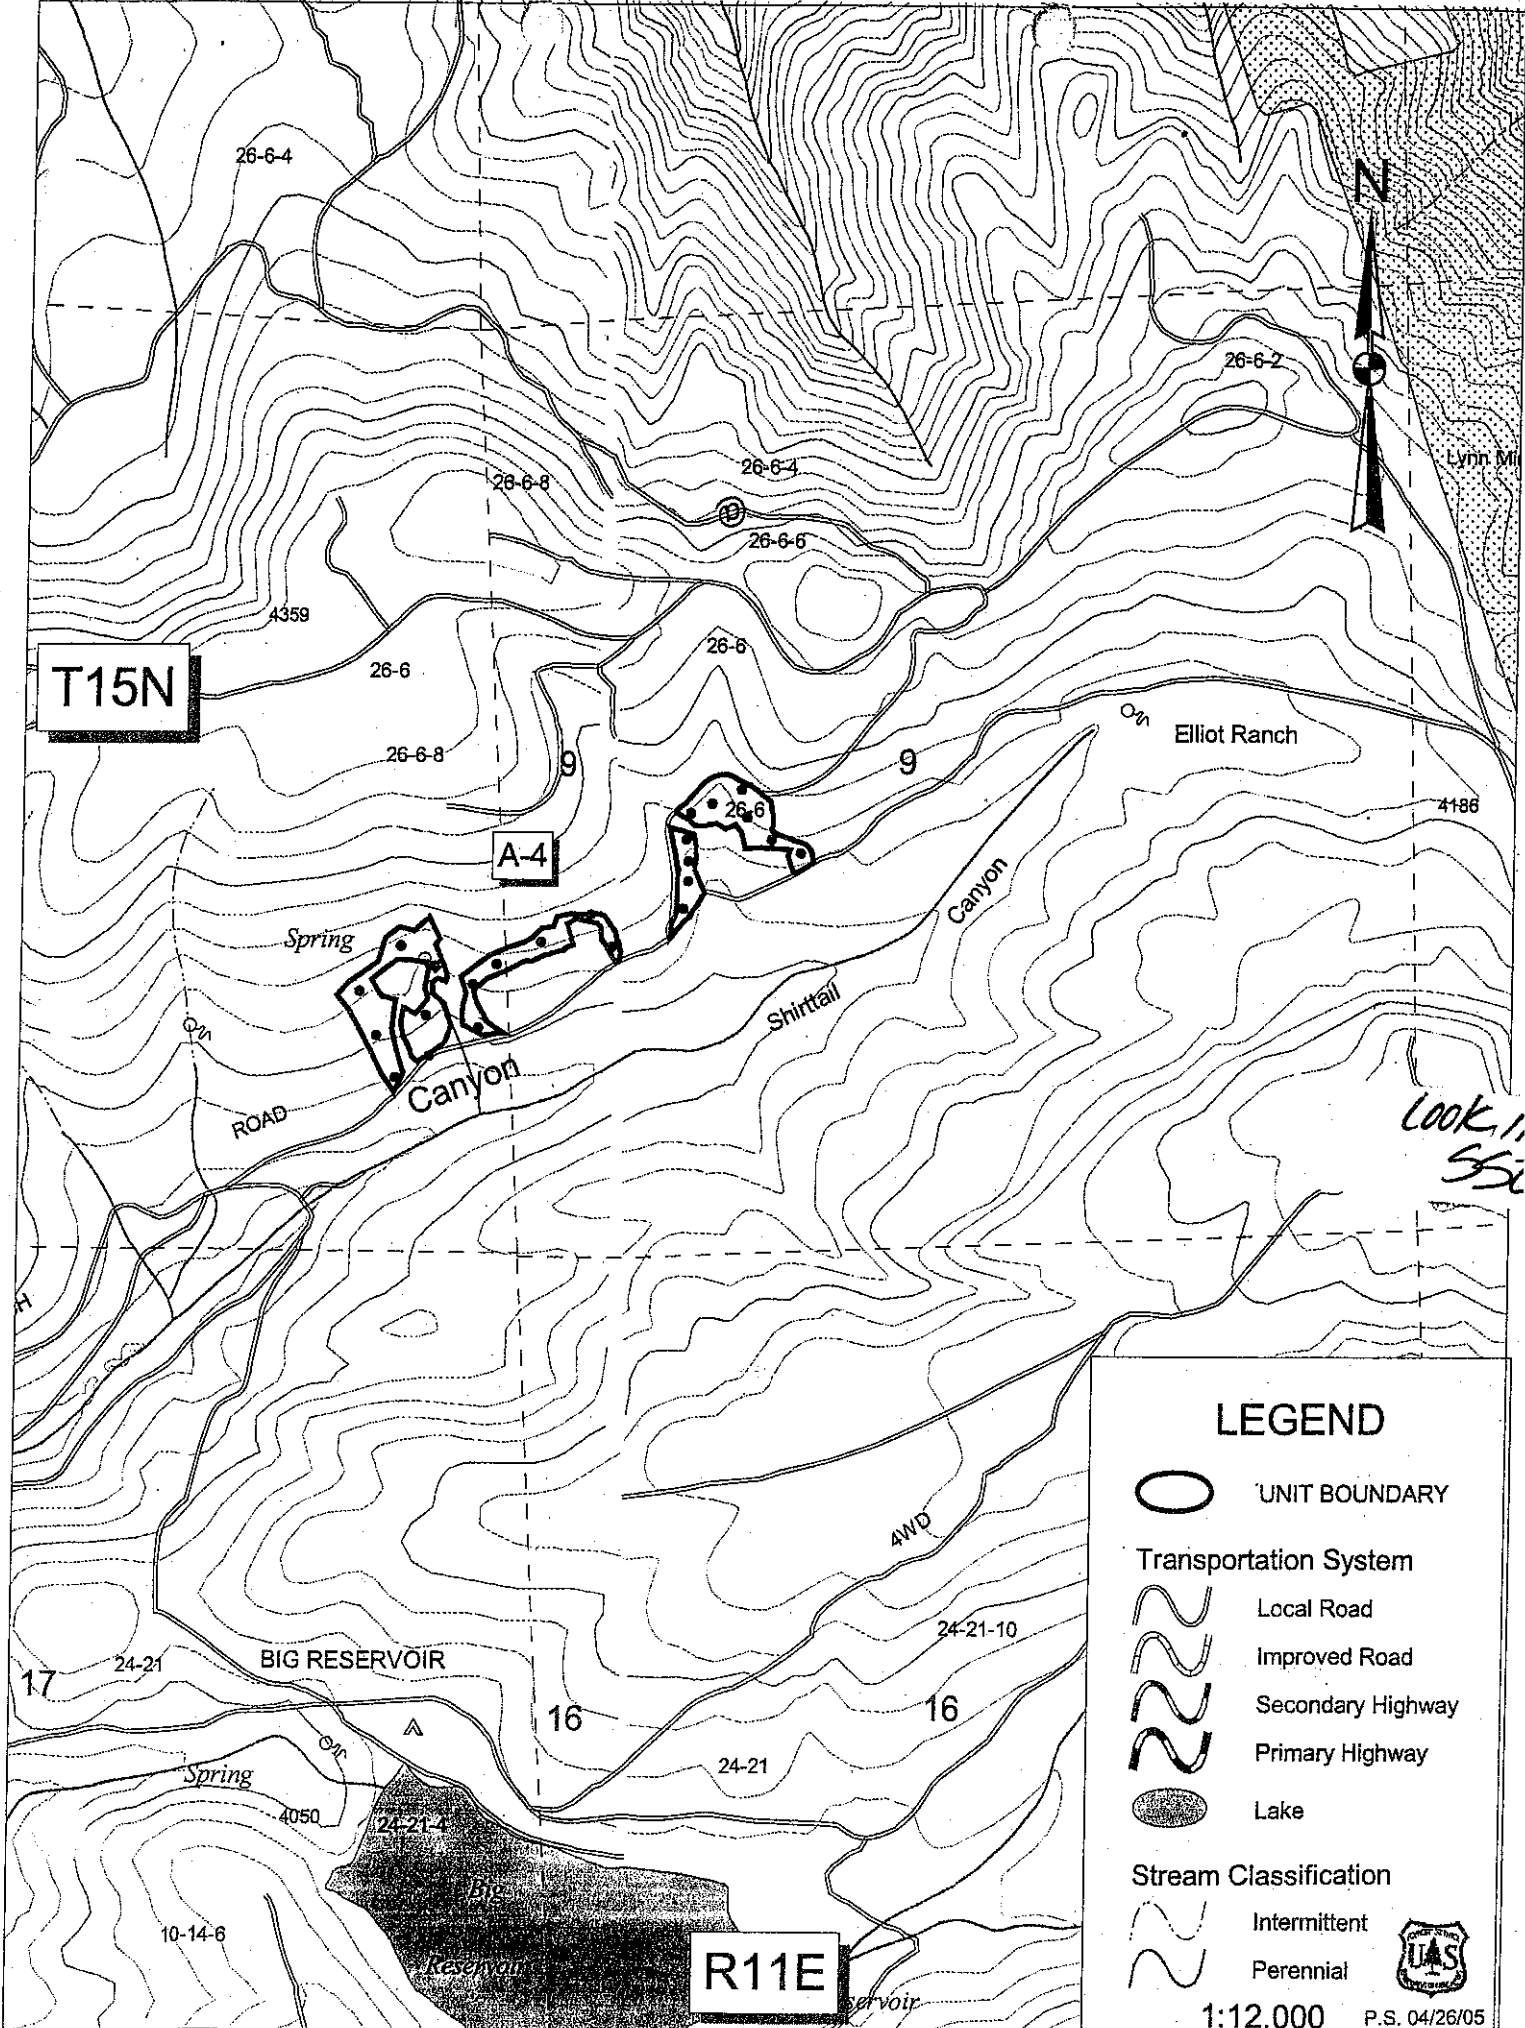 26-6-4
N
26-6-2
26-6-4
Lynn
26-6-8
26-6-6
4359
26-6
26-6
T15N
Elliot Ranch
26-6-8
9
9
4186
26-6
A-4
Canyon
Spring
Shirttail
Canyon
ROAD
LOOK
LEGEND
UNIT BOUNDARY
Transportation System
Local Road
Improved Road
Secondary Highway
Primary Highway
Lake
Stream Classification
Intermittent
Perennial
UAS
1:12,000 P.S. 04/26/05
4WD
24-21-10
24-21
BIG RESERVOIR
17
16
16
24-21
Spring
4050
24-21-4
Big
Reservoir
10-14-6
R11E
servoir